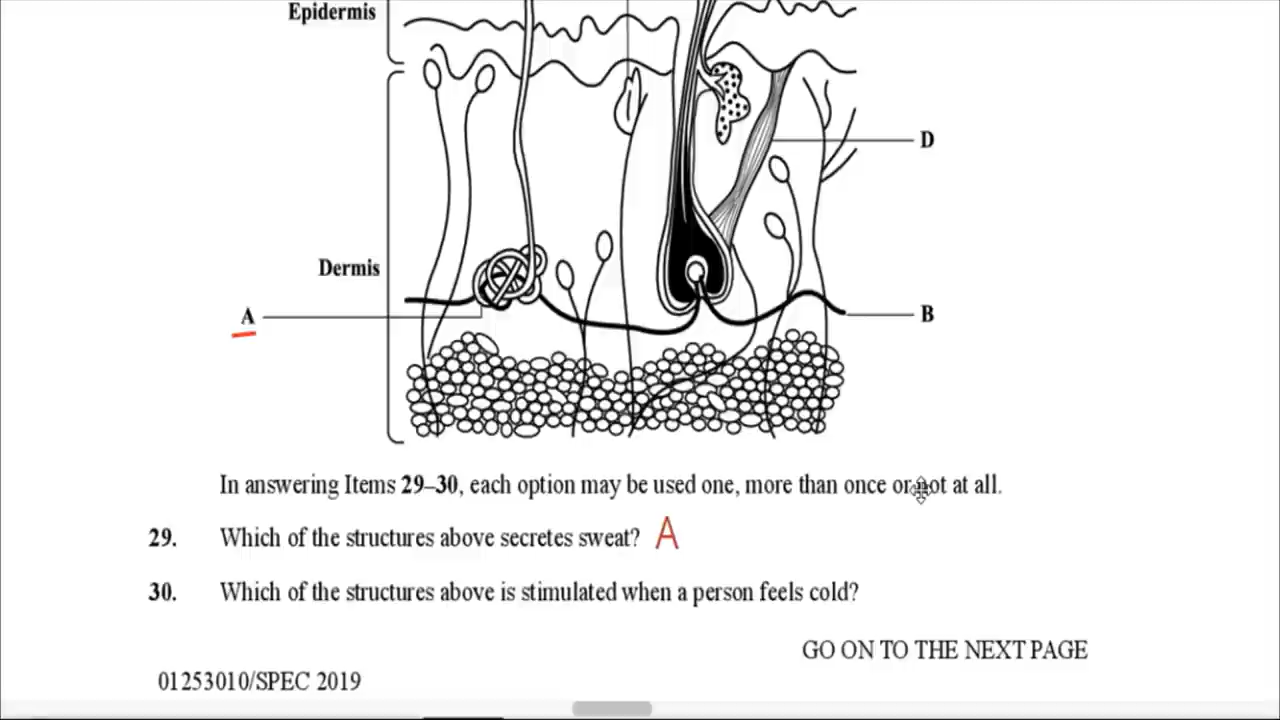 Epidermis
D
Dermis
A
B
In answering Items 29–30, each option may be used one, more than once or not at all.
29. Which of the structures above secretes sweat? A
30. Which of the structures above is stimulated when a person feels cold?
GO ON TO THE NEXT PAGE
01253010/SPEC 2019